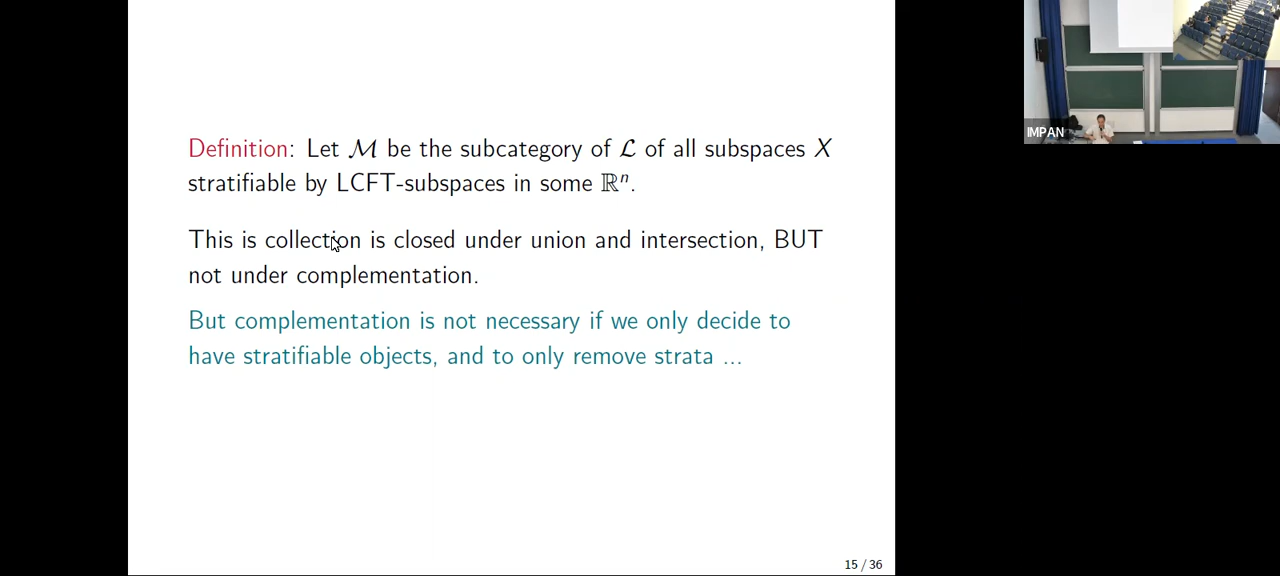 Definition: Let ℳ be the subcategory of ℒ of all subspaces X
stratifiable by LCFT-subspaces in some ℝⁿ.
This is collection is closed under union and intersection, BUT
not under complementation.
But complementation is not necessary if we only decide to
have stratifiable objects, and to only remove strata ...
15 / 36
IMPAN